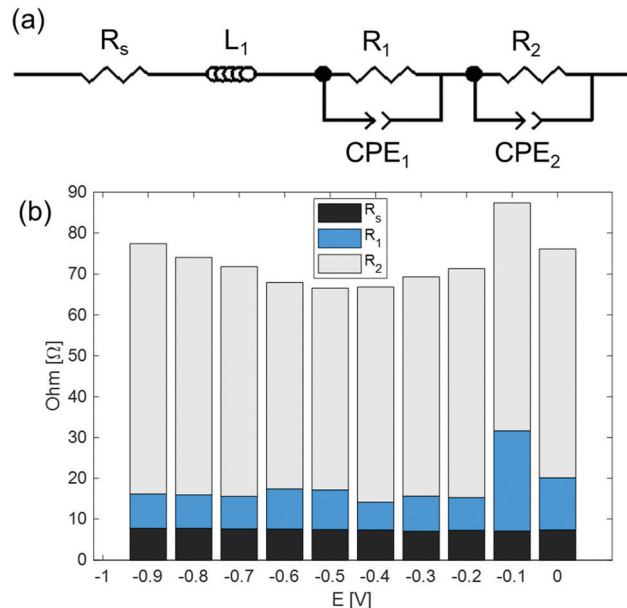 (a)
Rs L1 R1 R2
CPE1 CPE2
(b)
90
80
70
60
50
40
30
20
10
0
Ohm [Ω]
Rs
R1
R2
-1 -0.9 -0.8 -0.7 -0.6 -0.5 -0.4 -0.3 -0.2 -0.1 0
E [V]